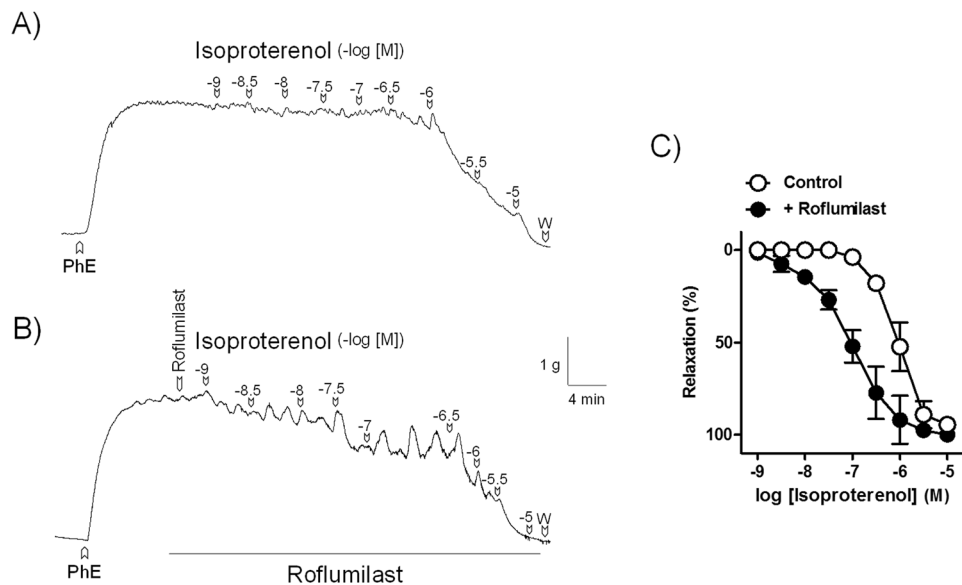 A)
Isoproterenol (-log [M])
-9 -8.5 -8 -7.5 -7 -6.5 -6
-5.5
-5
W
PhE
B)
Roflumilast
Isoproterenol (-log [M])
-9
-8.5 -8 -7.5
-7
-6.5
-6
-5.5
-5 W
PhE
Roflumilast
1 g
4 min
C)
Control
+ Roflumilast
Relaxation (%)
0
50
100
-9 -8 -7 -6 -5
log [Isoproterenol] (M)